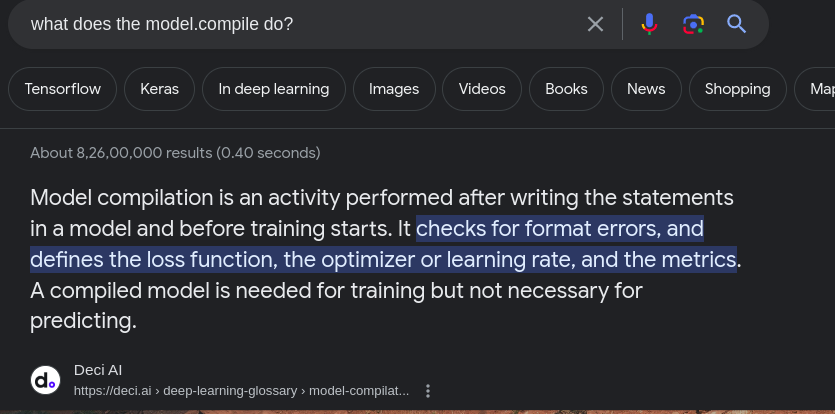 what does the model.compile do?
Tensorflow Keras In deep learning Images Videos Books News Shopping Map
About 8,26,00,000 results (0.40 seconds)
Model compilation is an activity performed after writing the statements
in a model and before training starts. It checks for format errors, and
defines the loss function, the optimizer or learning rate, and the metrics.
A compiled model is needed for training but not necessary for
predicting.
d.
Deci AI
https://deci.ai › deep-learning-glossary › model-compilat...